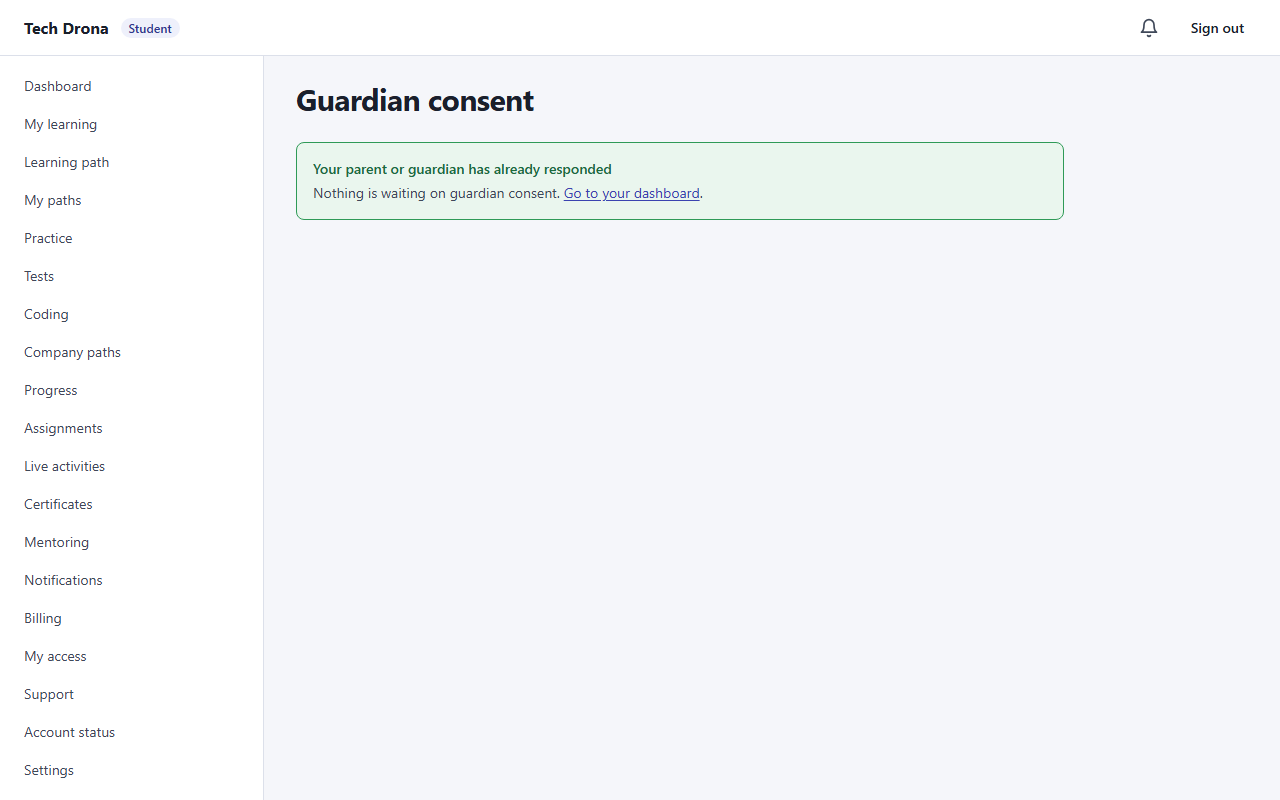 Tech Drona Student Sign out
Dashboard
My learning
Learning path
My paths
Practice
Tests
Coding
Company paths
Progress
Assignments
Live activities
Certificates
Mentoring
Notifications
Billing
My access
Support
Account status
Settings
Guardian consent
Your parent or guardian has already responded
Nothing is waiting on guardian consent. Go to your dashboard.